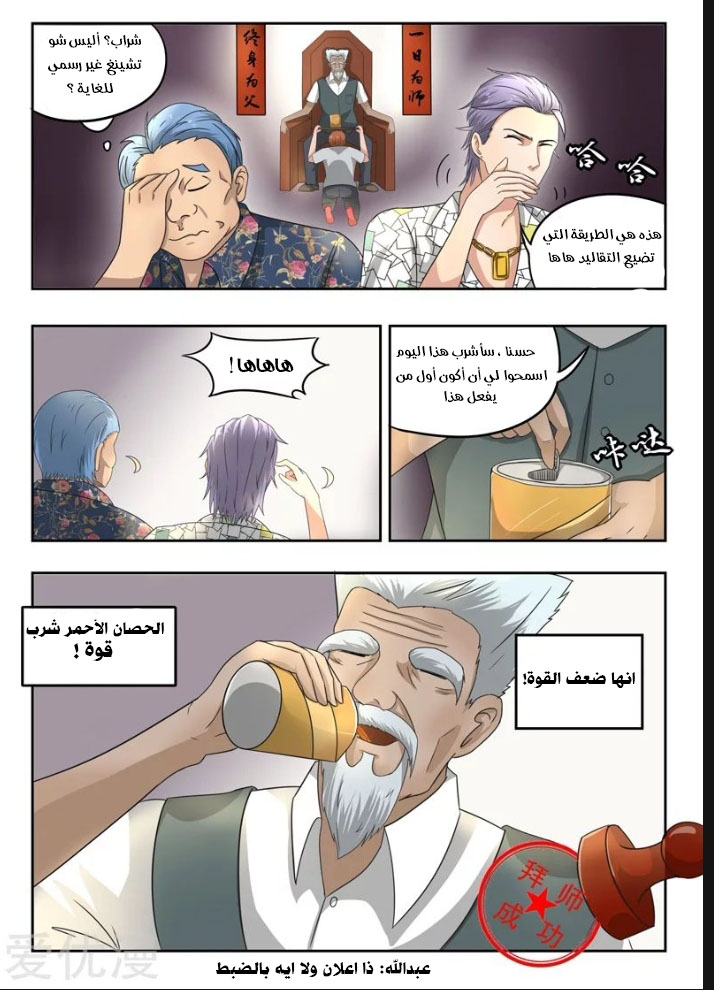 شراب؟ أليس شو
تشينغ غير رسمي
للغاية ؟
终身为父
一日为师
哈哈
هذه هي الطريقة التي
تضيع التقاليد هاها
هاهاها !
حسنا ، سأشرب هذا اليوم
اسمحوا لي أن أكون أول من
يفعل هذا
咔哒
الحصان الأحمر شرب
قوة !
انها ضعف القوة!
拜师
成功
爱优漫
عبدالله: ذا اعلان ولا ايه بالضبط